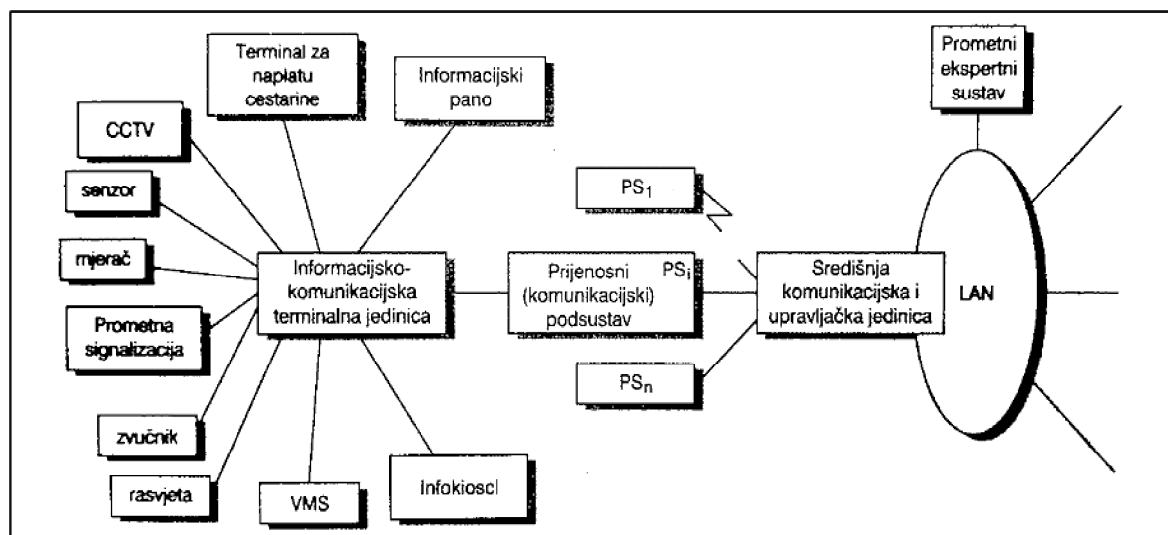 Terminal za
naplatu
cestarine
Informacijski
pano
Prometni
ekspertni
sustav
CCTV
senzor
mjerač
Prometna
signalizacija
zvučnik
rasvjeta
VMS
Infokiosci
Informacijsko-
komunikacijska
terminalna jedinica
PS1
Prijenosni PSi
(komunikacijski)
podsustav
PSn
Središnja
komunikacijska i
upravljačka jedinica
LAN